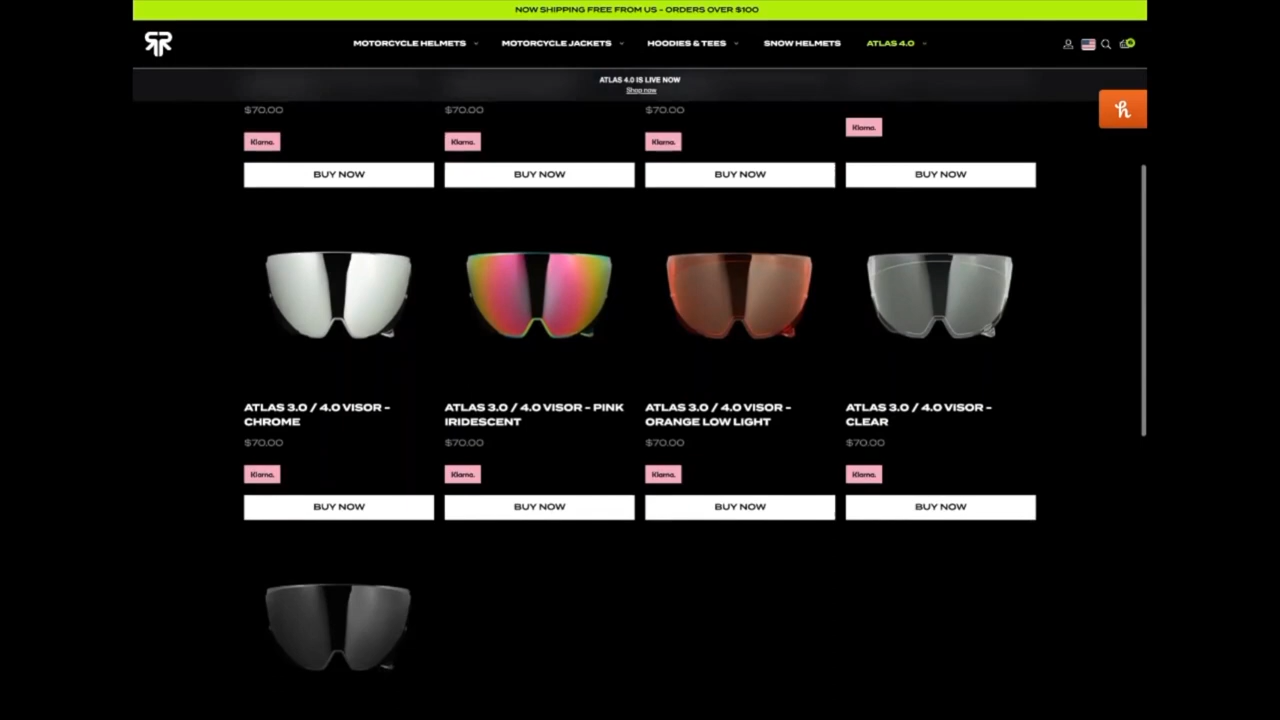 NOW SHIPPING FREE FROM US - ORDERS OVER $100
MOTORCYCLE HELMETS MOTORCYCLE JACKETS HOODIES & TEES SNOW HELMETS ATLAS 4.0
ATLAS 4.0 IS LIVE NOW
Shop now
$70.00 $70.00 $70.00
Klarna. Klarna. Klarna. Klarna.
BUY NOW BUY NOW BUY NOW BUY NOW
ATLAS 3.0 / 4.0 VISOR -
CHROME
$70.00
Klarna.
BUY NOW
ATLAS 3.0 / 4.0 VISOR - PINK
IRIDESCENT
$70.00
Klarna.
BUY NOW
ATLAS 3.0 / 4.0 VISOR -
ORANGE LOW LIGHT
$70.00
Klarna.
BUY NOW
ATLAS 3.0 / 4.0 VISOR -
CLEAR
$70.00
Klarna.
BUY NOW